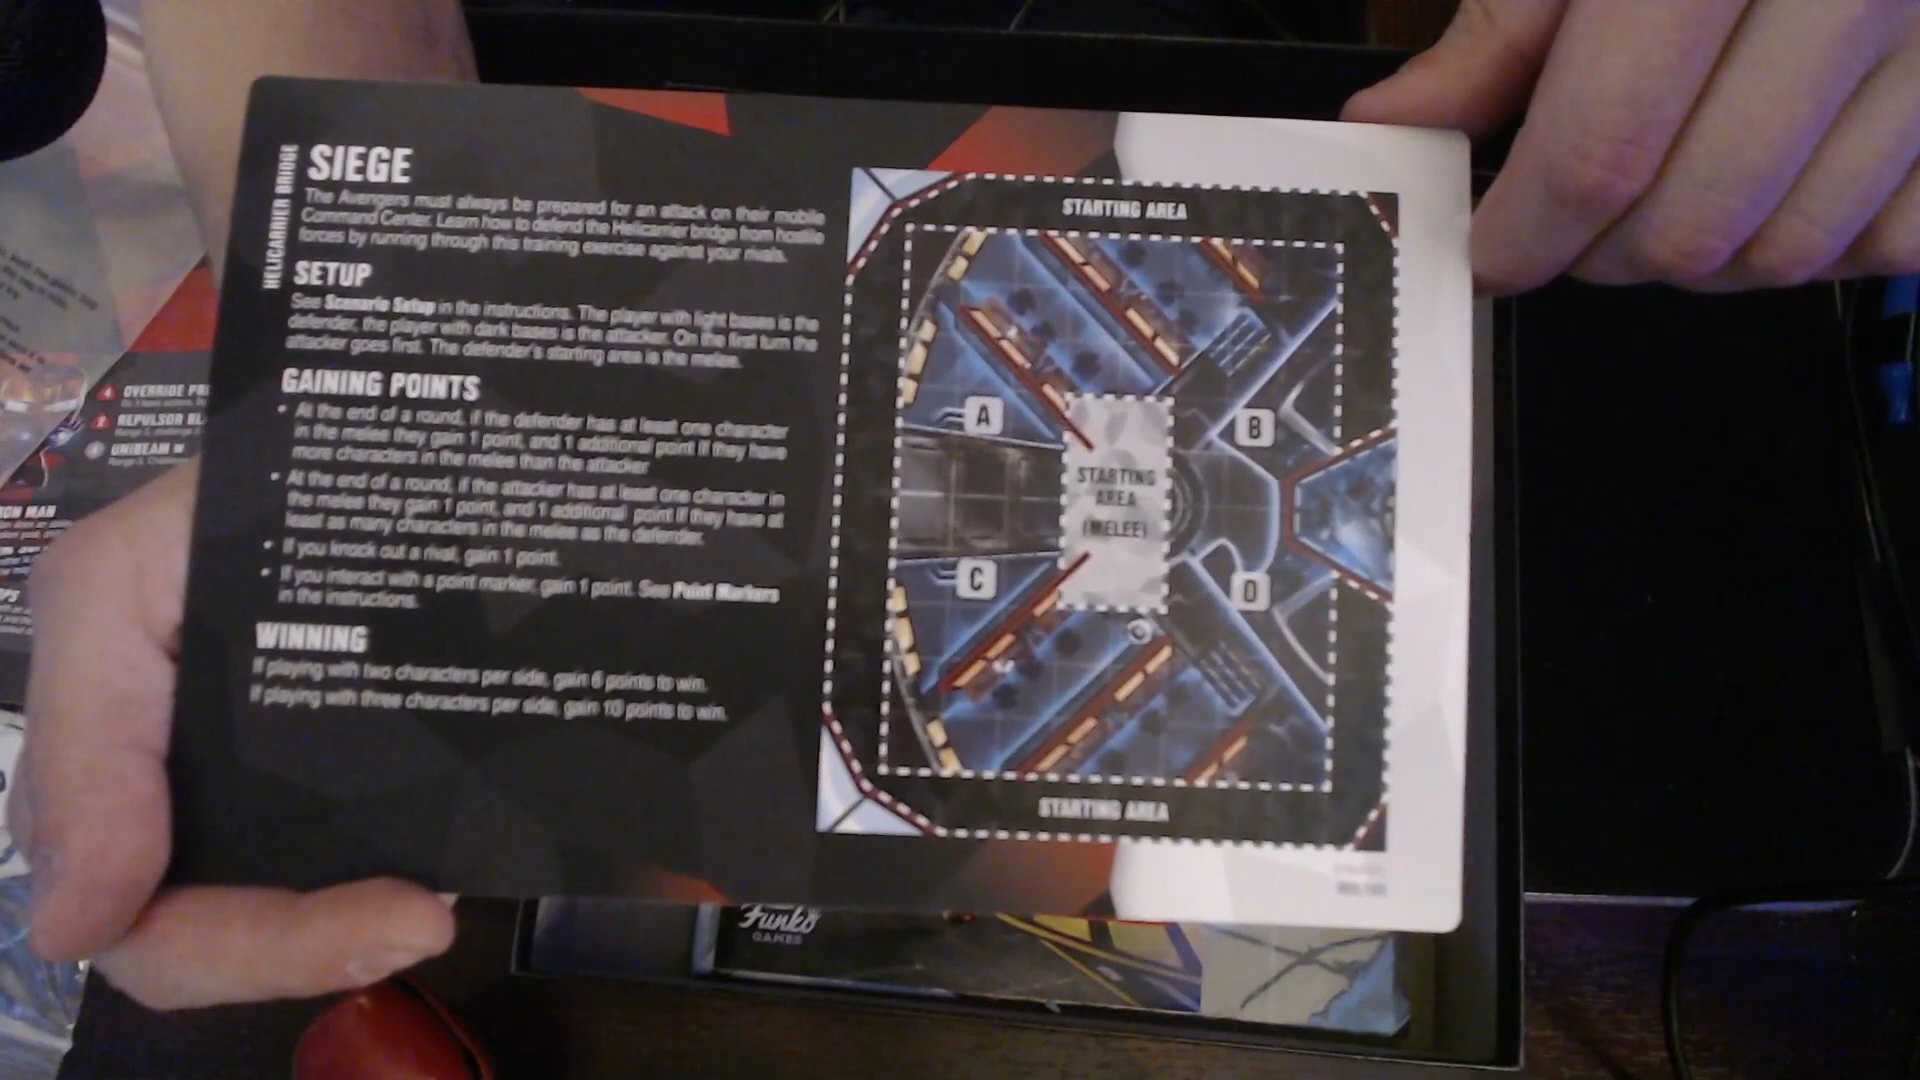 HELICARRIER BRIDGE
SIEGE
The Avengers must always be prepared for an attack on their mobile
Command Center. Learn how to defend the Helicarrier bridge from hostile
forces by running through this training exercise against your rivals.
SETUP
See Scenario Setup in the instructions. The player with light bases is the
defender, the player with dark bases is the attacker. On the first turn the
attacker goes first. The defender's starting area is the melee.
GAINING POINTS
• At the end of a round, if the defender has at least one character
in the melee they gain 1 point, and 1 additional point if they have
more characters in the melee than the attacker.
• At the end of a round, if the attacker has at least one character in
the melee they gain 1 point, and 1 additional point if they have at
least as many characters in the melee as the defender.
• If you knock out a rival, gain 1 point.
• If you interact with a point marker, gain 1 point. See Point Markers
in the instructions.
WINNING
If playing with two characters per side, gain 6 points to win.
If playing with three characters per side, gain 10 points to win.
STARTING AREA
A
B
STARTING
AREA
(MELEE)
C
D
STARTING AREA
4 OVERRIDE
2 REPULSOR
UNIBEAM
Funko
GAMES